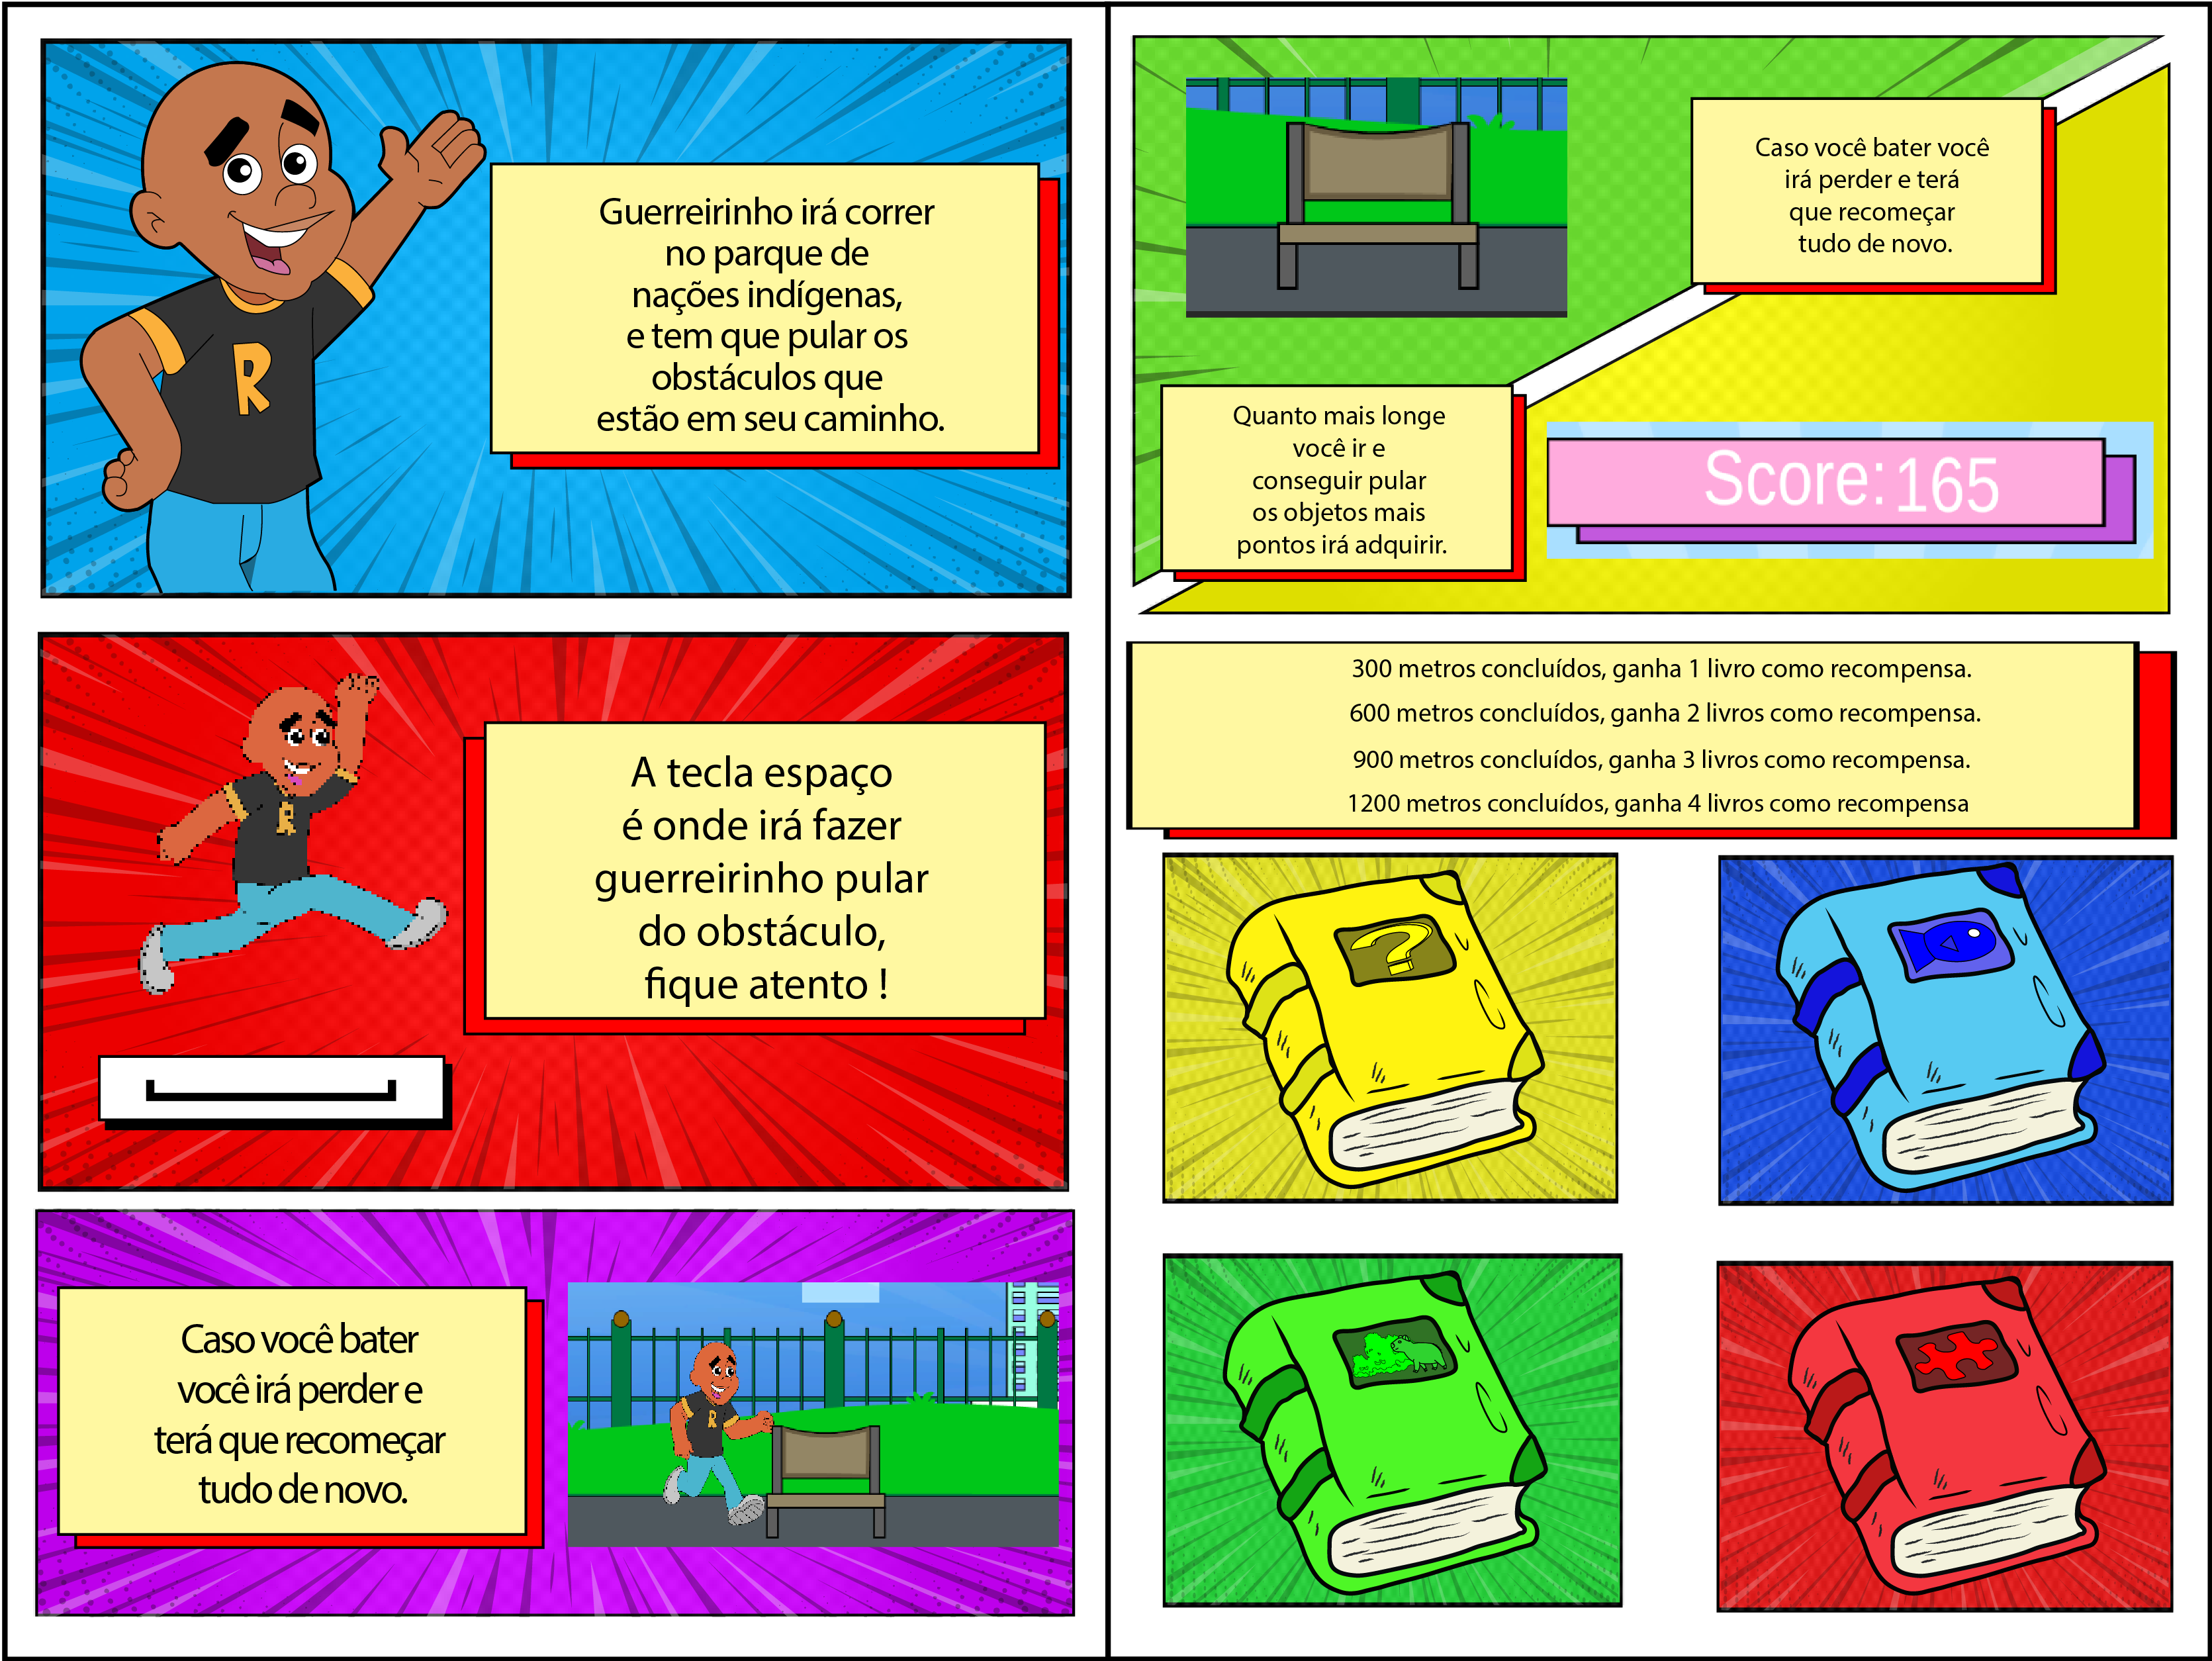 Guerreirinho irá correr
no parque de
nações indígenas,
e tem que pular os
obstáculos que
estão em seu caminho.
R
A tecla espaço
é onde irá fazer
guerreirinho pular
do obstáculo,
fique atento !
R
Caso você bater
você irá perder e
terá que recomeçar
tudo de novo.
R
Caso você bater você
irá perder e terá
que recomeçar
tudo de novo.
Quanto mais longe
você ir e
conseguir pular
os objetos mais
pontos irá adquirir.
Score: 165
300 metros concluídos, ganha 1 livro como recompensa.
600 metros concluídos, ganha 2 livros como recompensa.
900 metros concluídos, ganha 3 livros como recompensa.
1200 metros concluídos, ganha 4 livros como recompensa
?